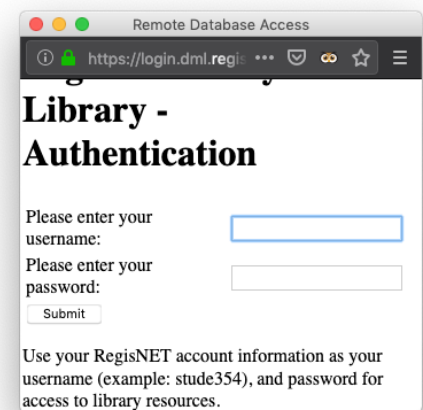 Remote Database Access
https://login.dml.regis
Library -
Authentication
Please enter your
username:
Please enter your
password:
Submit
Use your RegisNET account information as your
username (example: stude354), and password for
access to library resources.